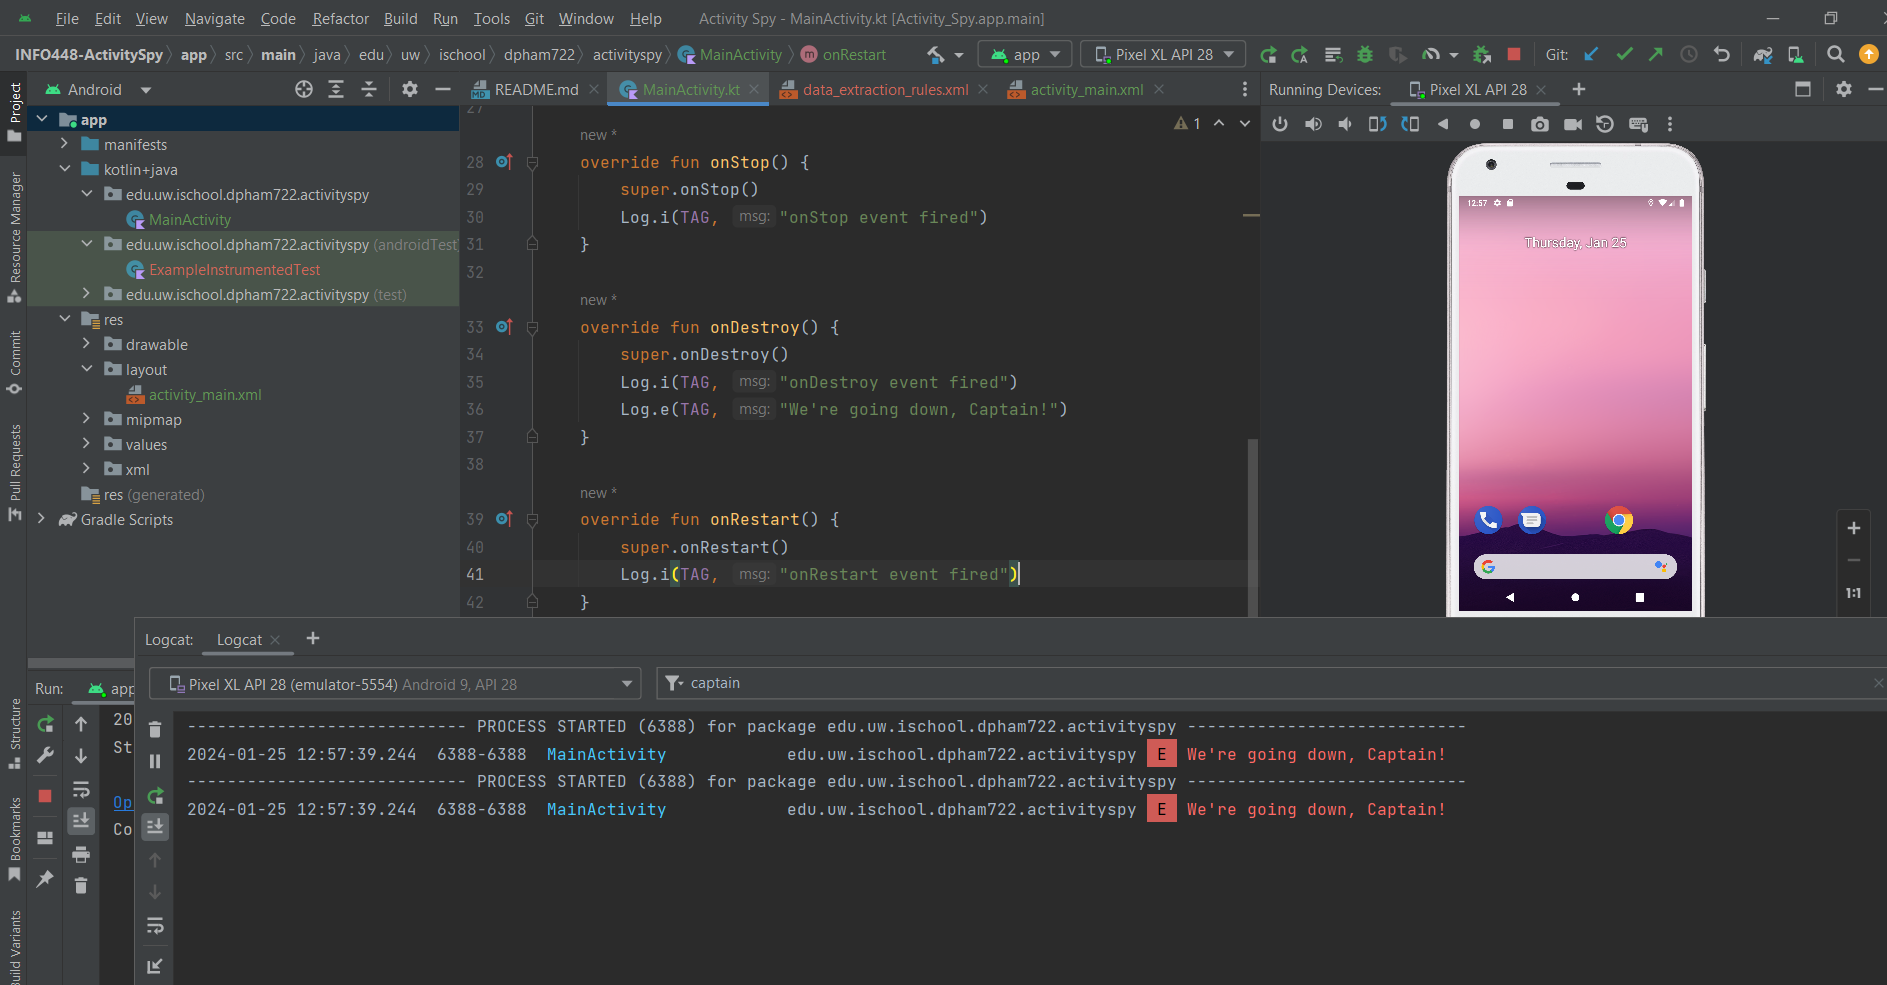 File Edit View Navigate Code Refactor Build Run Tools Git Window Help Activity Spy - MainActivity.kt [Activity_Spy.app.main]
INFO448-ActivitySpy app src main java edu uw ischool dpham722 activityspy MainActivity onRestart app Pixel XL API 28 Git:
Project
Resource Manager
Commit
Pull Requests
Structure
Bookmarks
Build Variants
Android
app
manifests
kotlin+java
edu.uw.ischool.dpham722.activityspy
MainActivity
edu.uw.ischool.dpham722.activityspy (androidTest
ExampleInstrumentedTest
edu.uw.ischool.dpham722.activityspy (test)
res
drawable
layout
activity_main.xml
mipmap
values
xml
res (generated)
Gradle Scripts
README.md MainActivity.kt data_extraction_rules.xml activity_main.xml
1
27
new *
28 override fun onStop() {
29 super.onStop()
30 Log.i(TAG, msg: "onStop event fired")
31 }
32
new *
33 override fun onDestroy() {
34 super.onDestroy()
35 Log.i(TAG, msg: "onDestroy event fired")
36 Log.e(TAG, msg: "We're going down, Captain!")
37 }
38
new *
39 override fun onRestart() {
40 super.onRestart()
41 Log.i(TAG, msg: "onRestart event fired")
42 }
Running Devices: Pixel XL API 28
12:57
Thursday, Jan 25
1:1
Run: app
20
St
Op
Co
Logcat: Logcat
Pixel XL API 28 (emulator-5554) Android 9, API 28 captain
---------------------------- PROCESS STARTED (6388) for package edu.uw.ischool.dpham722.activityspy ----------------------------
2024-01-25 12:57:39.244 6388-6388 MainActivity edu.uw.ischool.dpham722.activityspy E We're going down, Captain!
---------------------------- PROCESS STARTED (6388) for package edu.uw.ischool.dpham722.activityspy ----------------------------
2024-01-25 12:57:39.244 6388-6388 MainActivity edu.uw.ischool.dpham722.activityspy E We're going down, Captain!